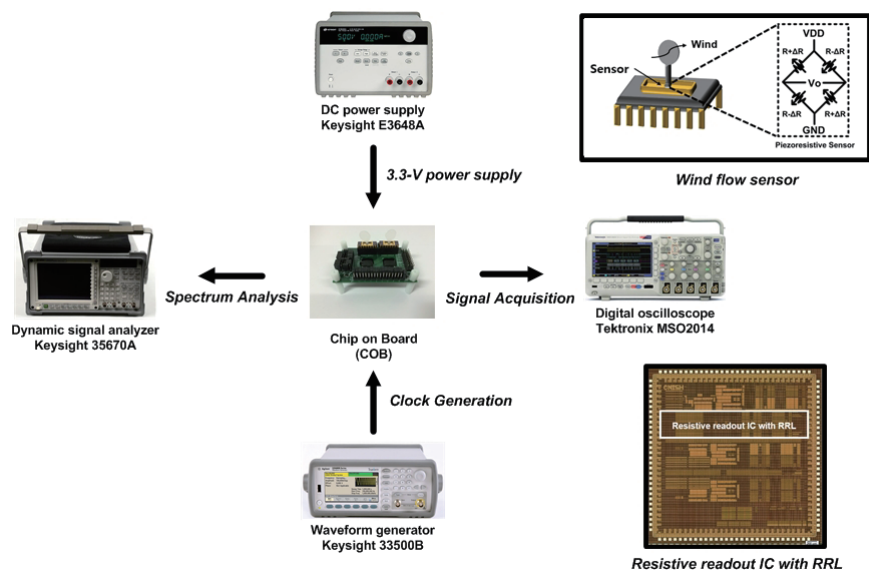 DC power supply
Keysight E3648A
3.3-V power supply
Wind
Sensor
VDD
R+ΔR
R-ΔR
Vo
R-ΔR
R+ΔR
GND
Piezoresistive Sensor
Wind flow sensor
Spectrum Analysis
Dynamic signal analyzer
Keysight 35670A
Chip on Board
(COB)
Signal Acquisition
Digital oscilloscope
Tektronix MSO2014
Clock Generation
Waveform generator
Keysight 33500B
Resistive readout IC with RRL
Resistive readout IC with RRL